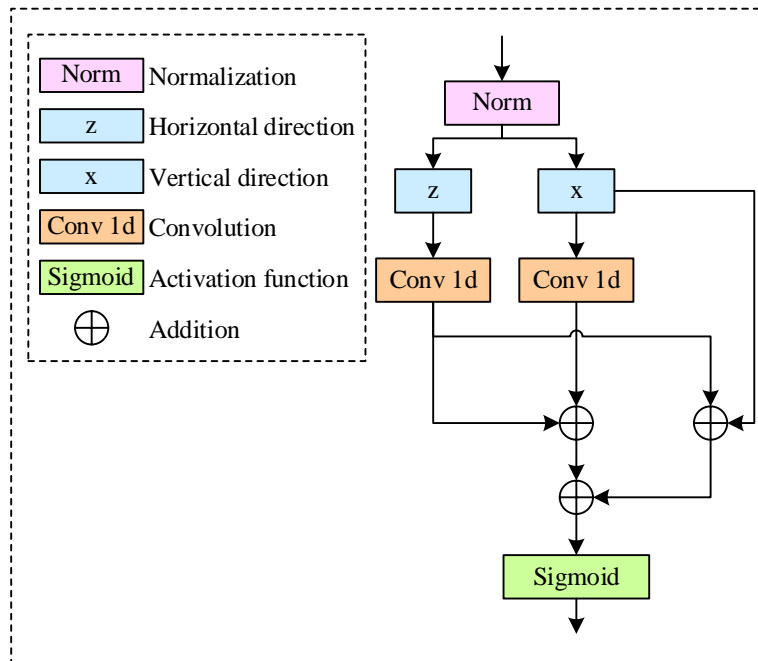 Norm Normalization
z Horizontal direction
x Vertical direction
Conv 1d Convolution
Sigmoid Activation function
Addition
Norm
z x
Conv 1d Conv 1d
Sigmoid